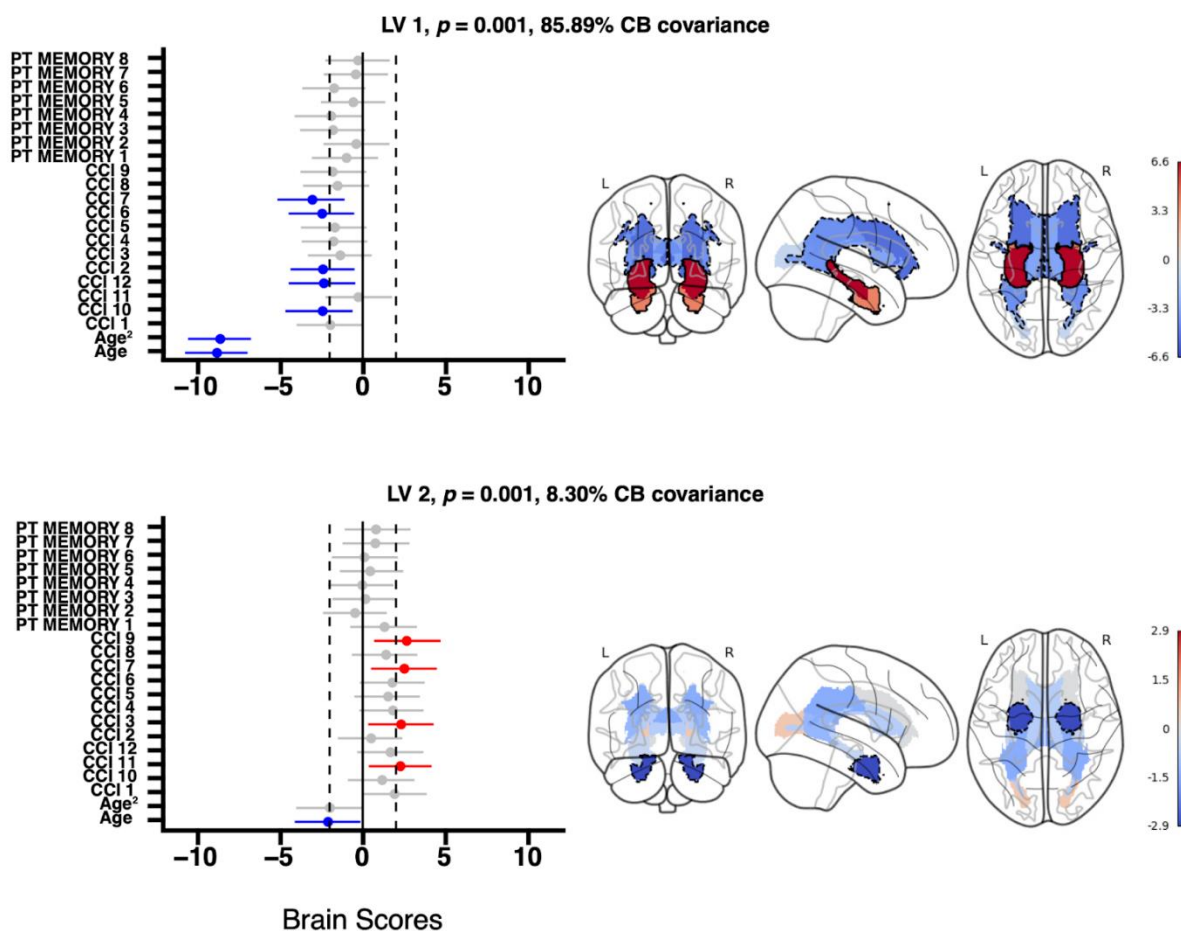 LV 1, p = 0.001, 85.89% CB covariance
PT MEMORY 8
PT MEMORY 7
PT MEMORY 6
PT MEMORY 5
PT MEMORY 4
PT MEMORY 3
PT MEMORY 2
PT MEMORY 1
CCI 9
CCI 8
CCI 7
CCI 6
CCI 5
CCI 4
CCI 3
CCI 2
CCI 12
CCI 11
CCI 10
CCI 1
Age²
Age
−10 −5 0 5 10
L R
L R
6.6
3.3
0
-3.3
-6.6
LV 2, p = 0.001, 8.30% CB covariance
PT MEMORY 8
PT MEMORY 7
PT MEMORY 6
PT MEMORY 5
PT MEMORY 4
PT MEMORY 3
PT MEMORY 2
PT MEMORY 1
CCI 9
CCI 8
CCI 7
CCI 6
CCI 5
CCI 4
CCI 3
CCI 2
CCI 12
CCI 11
CCI 10
CCI 1
Age²
Age
−10 −5 0 5 10
L R
L R
2.9
1.5
0
-1.5
-2.9
Brain Scores